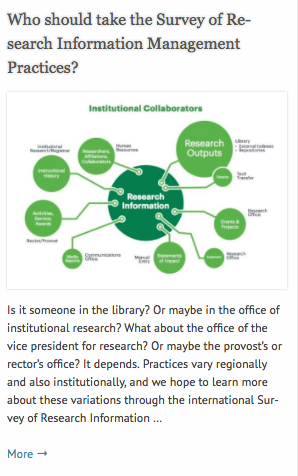 Who should take the Survey of Re-
search Information Management
Practices?
Institutional Collaborators
Institutional
Research/Registrar
Researchers,
Affiliations,
Collaborators
Human
Resources
Research
Outputs
Library
• External Indexes
• Repositories
Instructional
History
Patents
Tech
Transfer
Research
Information
Activities,
Service,
Awards
Grants &
Projects
Research
Office
Rector/Provost
Media
Reports
Communications
Office
Manual
Entry
Statements
of Impact
Research
Office
Is it someone in the library? Or maybe in the office of
institutional research? What about the office of the
vice president for research? Or maybe the provost's or
rector's office? It depends. Practices vary regionally
and also institutionally, and we hope to learn more
about these variations through the international Sur-
vey of Research Information ...
More →